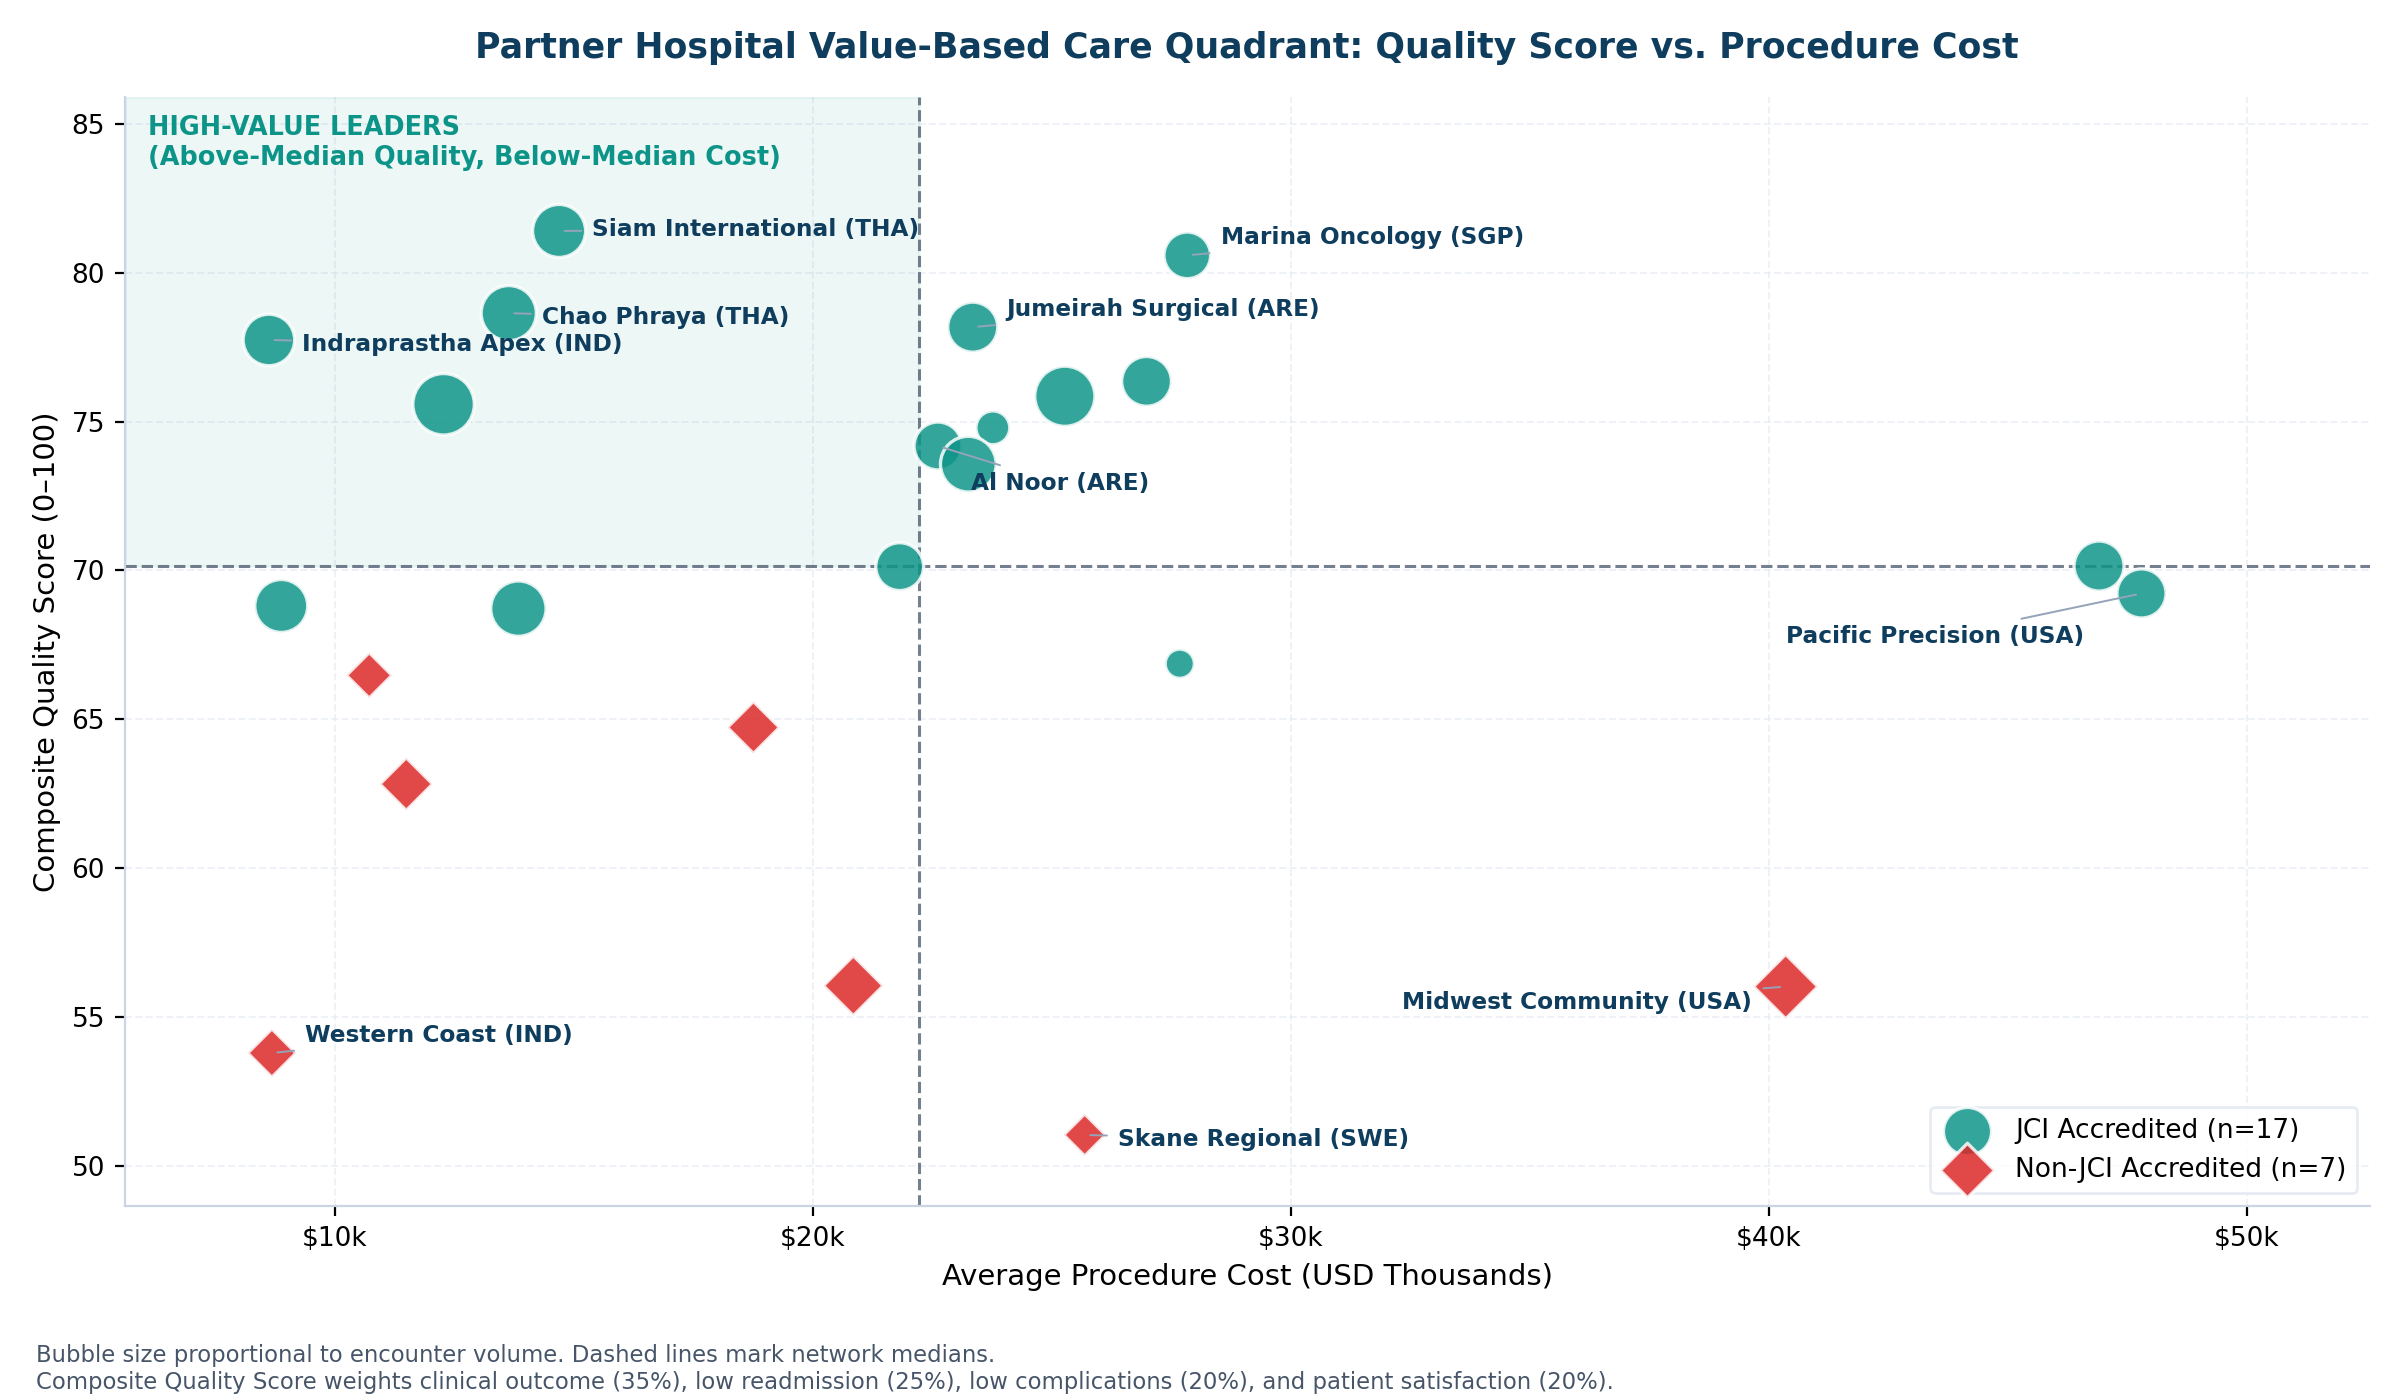 Partner Hospital Value-Based Care Quadrant: Quality Score vs. Procedure Cost
HIGH-VALUE LEADERS
(Above-Median Quality, Below-Median Cost)
Siam International (THA)
Marina Oncology (SGP)
Jumeirah Surgical (ARE)
Chao Phraya (THA)
Indraprastha Apex (IND)
Al Noor (ARE)
Pacific Precision (USA)
Midwest Community (USA)
Western Coast (IND)
Skane Regional (SWE)
Composite Quality Score (0–100)
85
80
75
70
65
60
55
50
JCI Accredited (n=17)
Non-JCI Accredited (n=7)
$10k
$20k
$30k
$40k
$50k
Average Procedure Cost (USD Thousands)
Bubble size proportional to encounter volume. Dashed lines mark network medians.
Composite Quality Score weights clinical outcome (35%), low readmission (25%), low complications (20%), and patient satisfaction (20%).